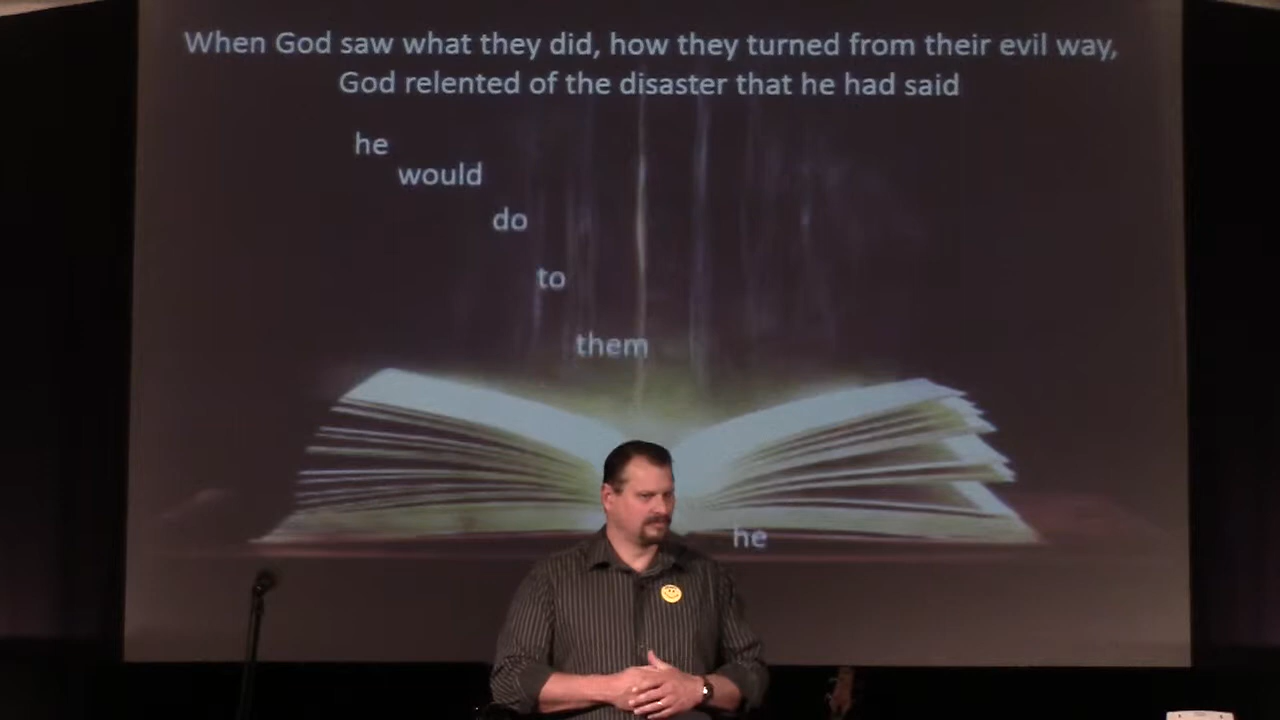 When God saw what they did, how they turned from their evil way,
God relented of the disaster that he had said
he
would
do
to
them
he